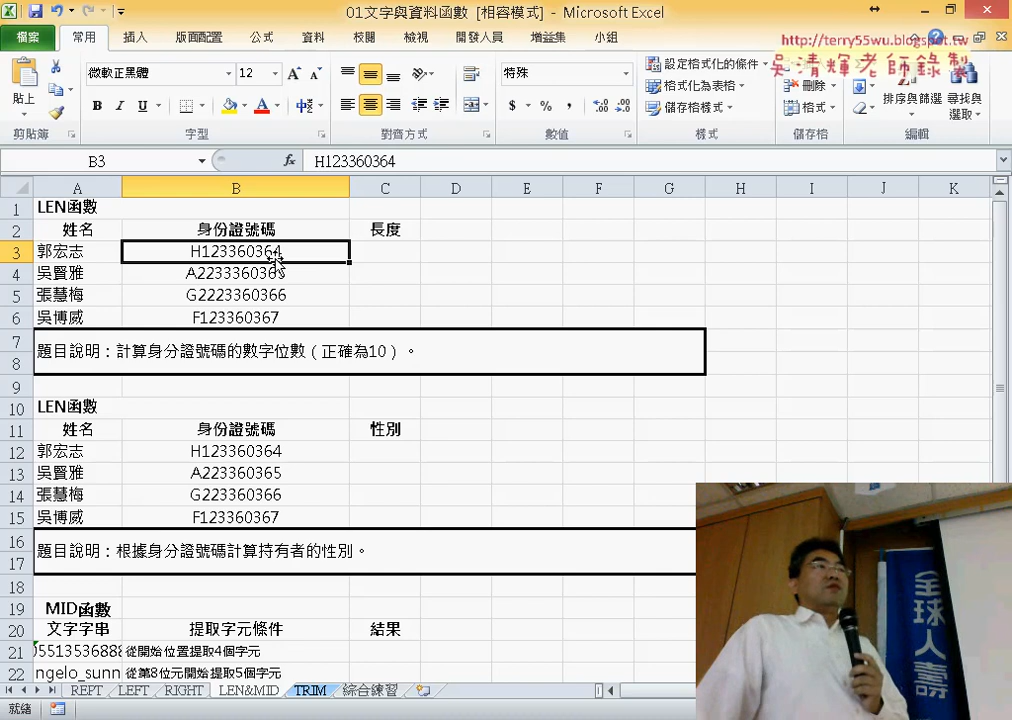 01文字與資料函數 [相容模式] - Microsoft Excel
檔案 常用 插入 版面配置 公式 資料 校閱 檢視 開發人員 增益集 小組
http://terry55wu.blogspot.tw
吳清輝老師錄製
貼上 微軟正黑體 12 特殊 設定格式化的條件 格式化為表格 儲存格樣式 刪除 格式 排序與篩選 尋找與選取
剪貼簿 字型 對齊方式 數值 樣式 儲存格 編輯
B3 fx H123360364
A B C D E F G H I J K
1 LEN函數
2 姓名 身份證號碼 長度
3 郭宏志 H123360364
4 吳賢雅 A2233360365
5 張慧梅 G2223360366
6 吳博威 F123360367
7 題目說明：計算身分證號碼的數字位數（正確為10）。
8
9
10 LEN函數
11 姓名 身份證號碼 性別
12 郭宏志 H123360364
13 吳賢雅 A223360365
14 張慧梅 G223360366
15 吳博威 F123360367
16 題目說明：根據身分證號碼計算持有者的性別。
17
18
19 MID函數
20 文字字串 提取字元條件 結果
21 0551353688 從開始位置提取4個字元
22 ngelo_sunn 從第8位元開始提取5個字元
REPT LEFT RIGHT LEN&MID TRIM 綜合練習
就緒
全球人壽